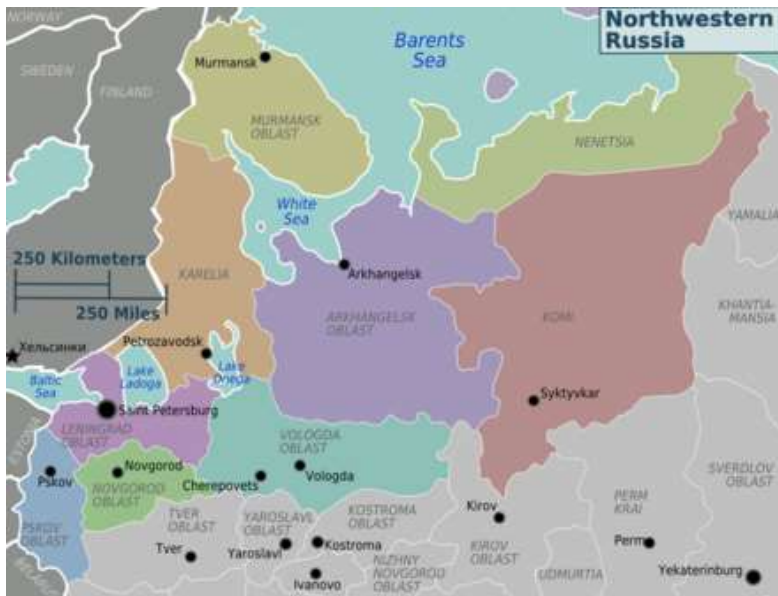 NORWAY
Northwestern
Russia
Barents
Sea
Murmansk
SWEDEN
FINLAND
MURMANSK
OBLAST
NENETSIA
White
Sea
YAMALIA
250 Kilometers
KARELIA
Arkhangelsk
250 Miles
ARKHANGELSK
OBLAST
KOMI
KHANTIA-
MANSIA
Petrozavodsk
Хельсинки
Lake
Ladoga
Lake
Onega
Baltic
Sea
Saint Petersburg
Syktyvkar
LENINGRAD
OBLAST
VOLOGDA
OBLAST
Novgorod
Pskov
Vologda
Cherepovets
NOVGOROD
OBLAST
SVERDLOV
OBLAST
PERM
KRAI
Kirov
TVER
OBLAST
YAROSLAVL
OBLAST
KOSTROMA
OBLAST
PSKOV
OBLAST
Tver
Yaroslavl
Kostroma
KIROV
OBLAST
Perm
NIZHNY
NOVGOROD
OBLAST
Ivanovo
UDMURTIA
Yekaterinburg